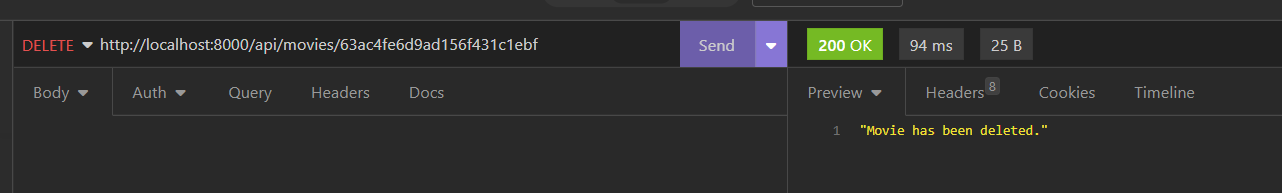 DELETE http://localhost:8000/api/movies/63ac4fe6d9ad156f431c1ebf Send 200 OK 94 ms 25 B
Body Auth Query Headers Docs Preview Headers 8 Cookies Timeline
1 "Movie has been deleted."